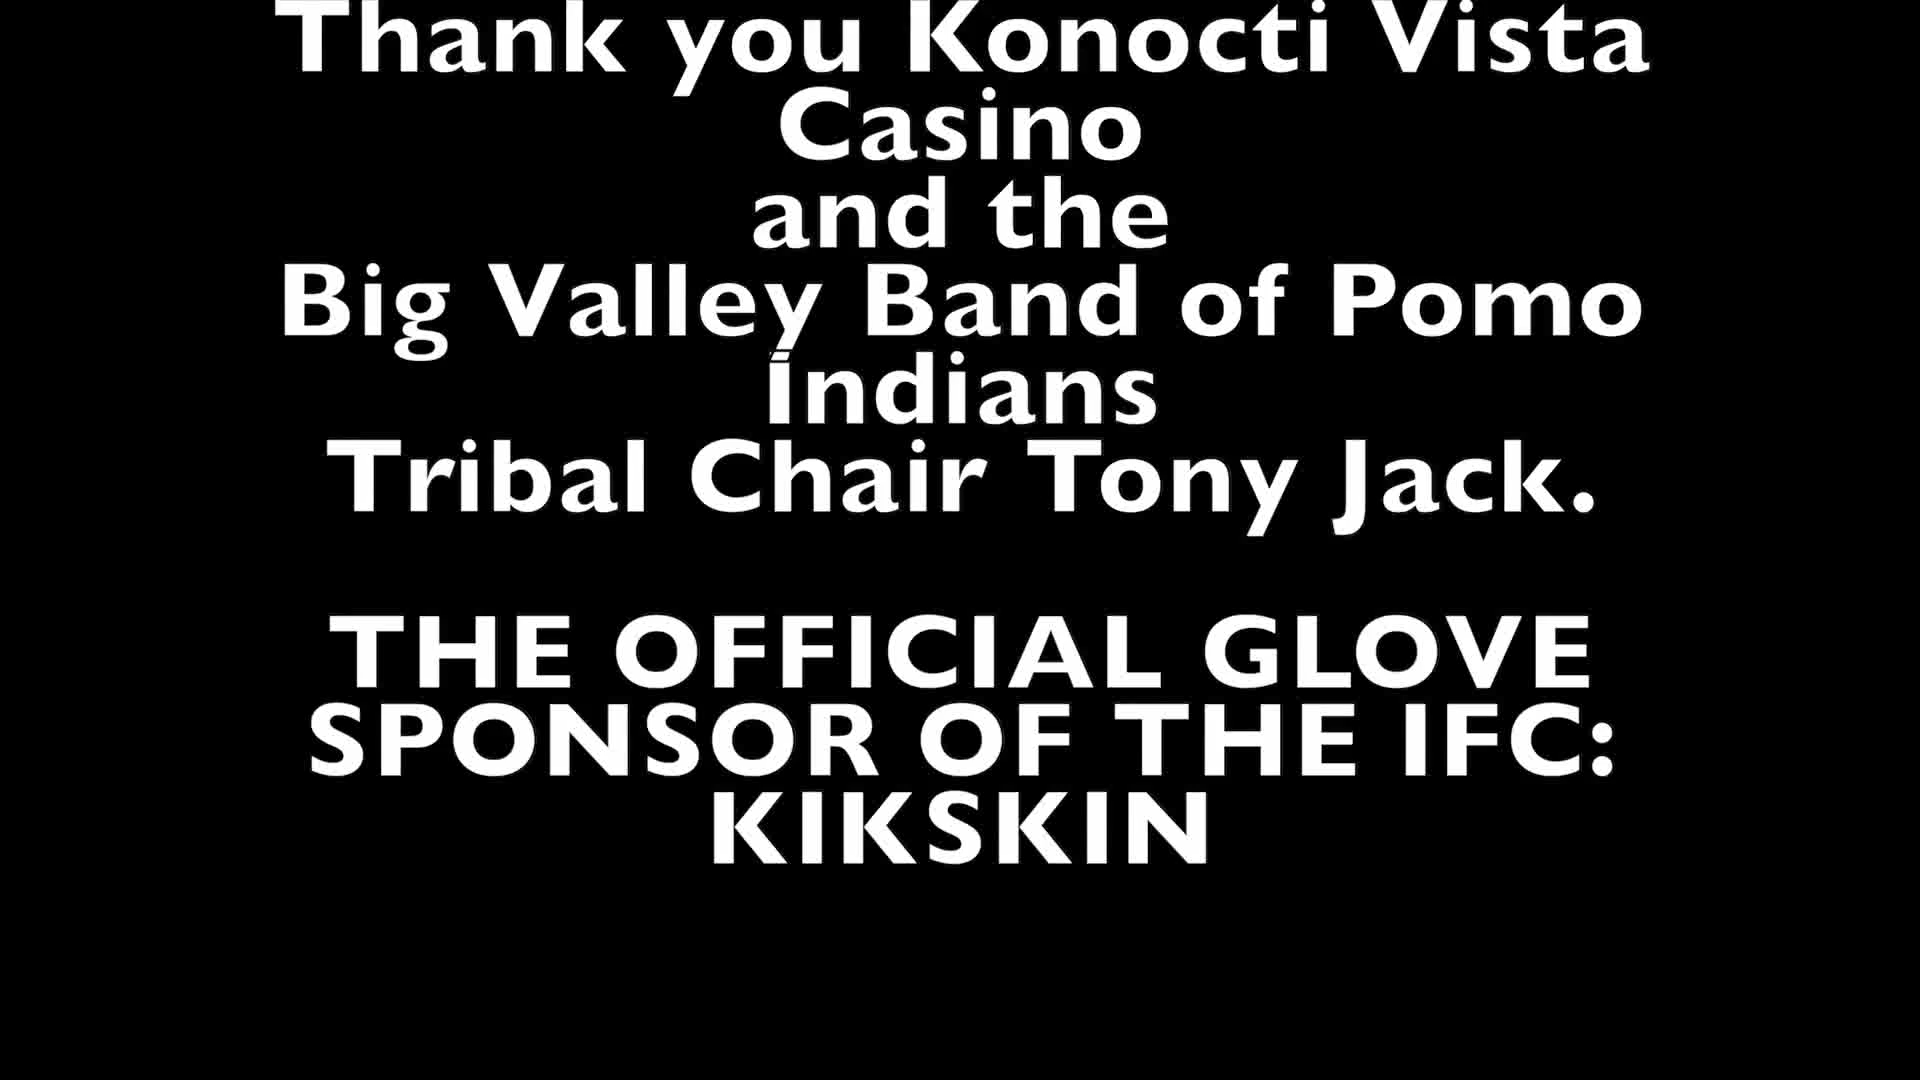 Thank you Konocti Vista
Casino
and the
Big Valley Band of Pomo
Indians
Tribal Chair Tony Jack.
THE OFFICIAL GLOVE
SPONSOR OF THE IFC:
KIKSKIN